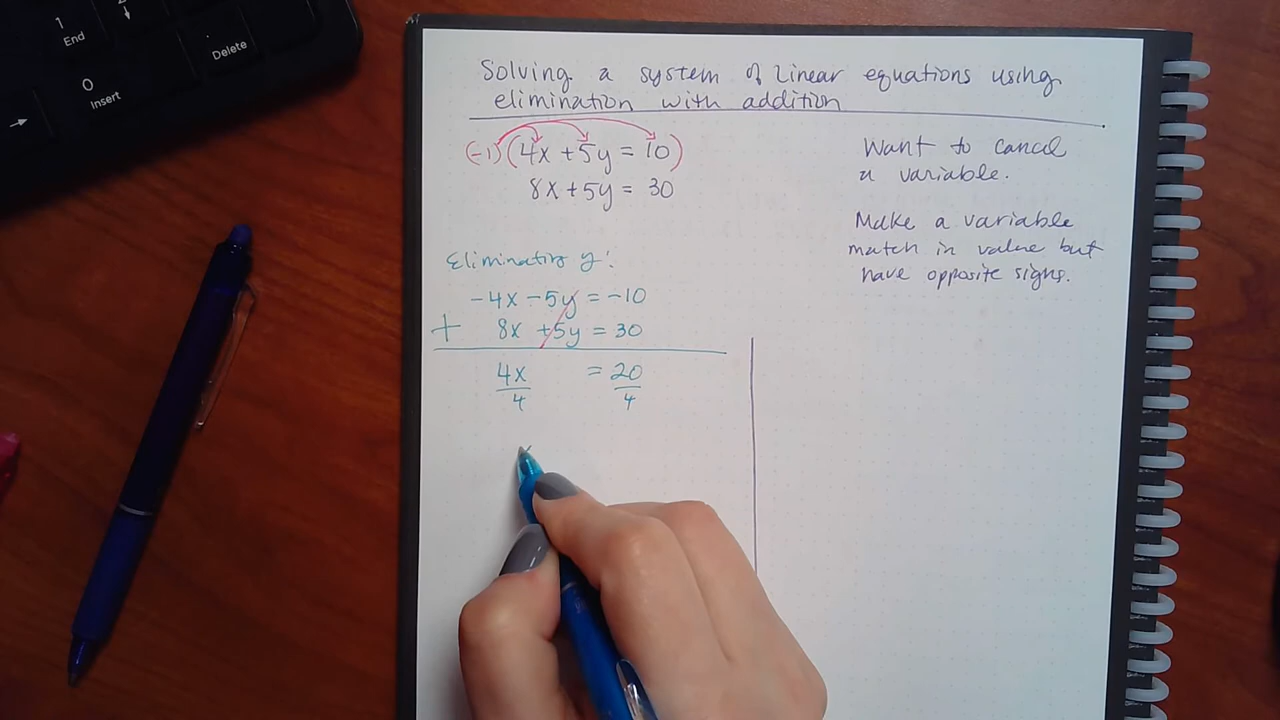 1
End
↓
Delete
0
Insert
→
Solving a system of linear equations using
elimination with addition
(-1)(4x + 5y = 10)
8x + 5y = 30
Want to cancel
a variable.
Make a variable
match in value but
have opposite signs.
Eliminating y:
-4x - 5y = -10
+ 8x + 5y = 30
4x = 20
4 4
x